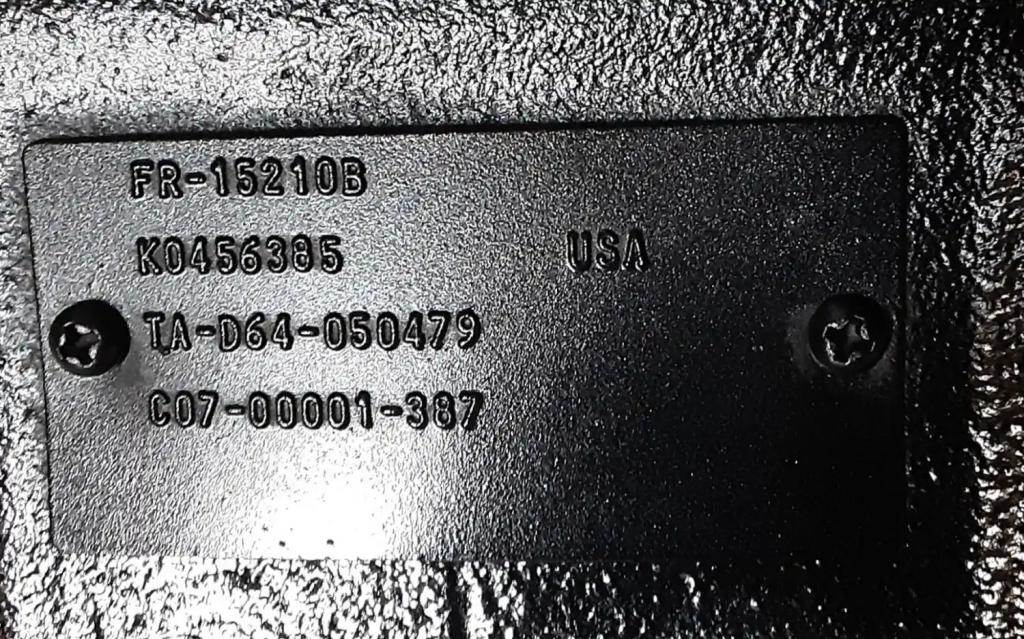 FR-15210B
K0456385 USA
TA-D64-050479
C07-00001-387